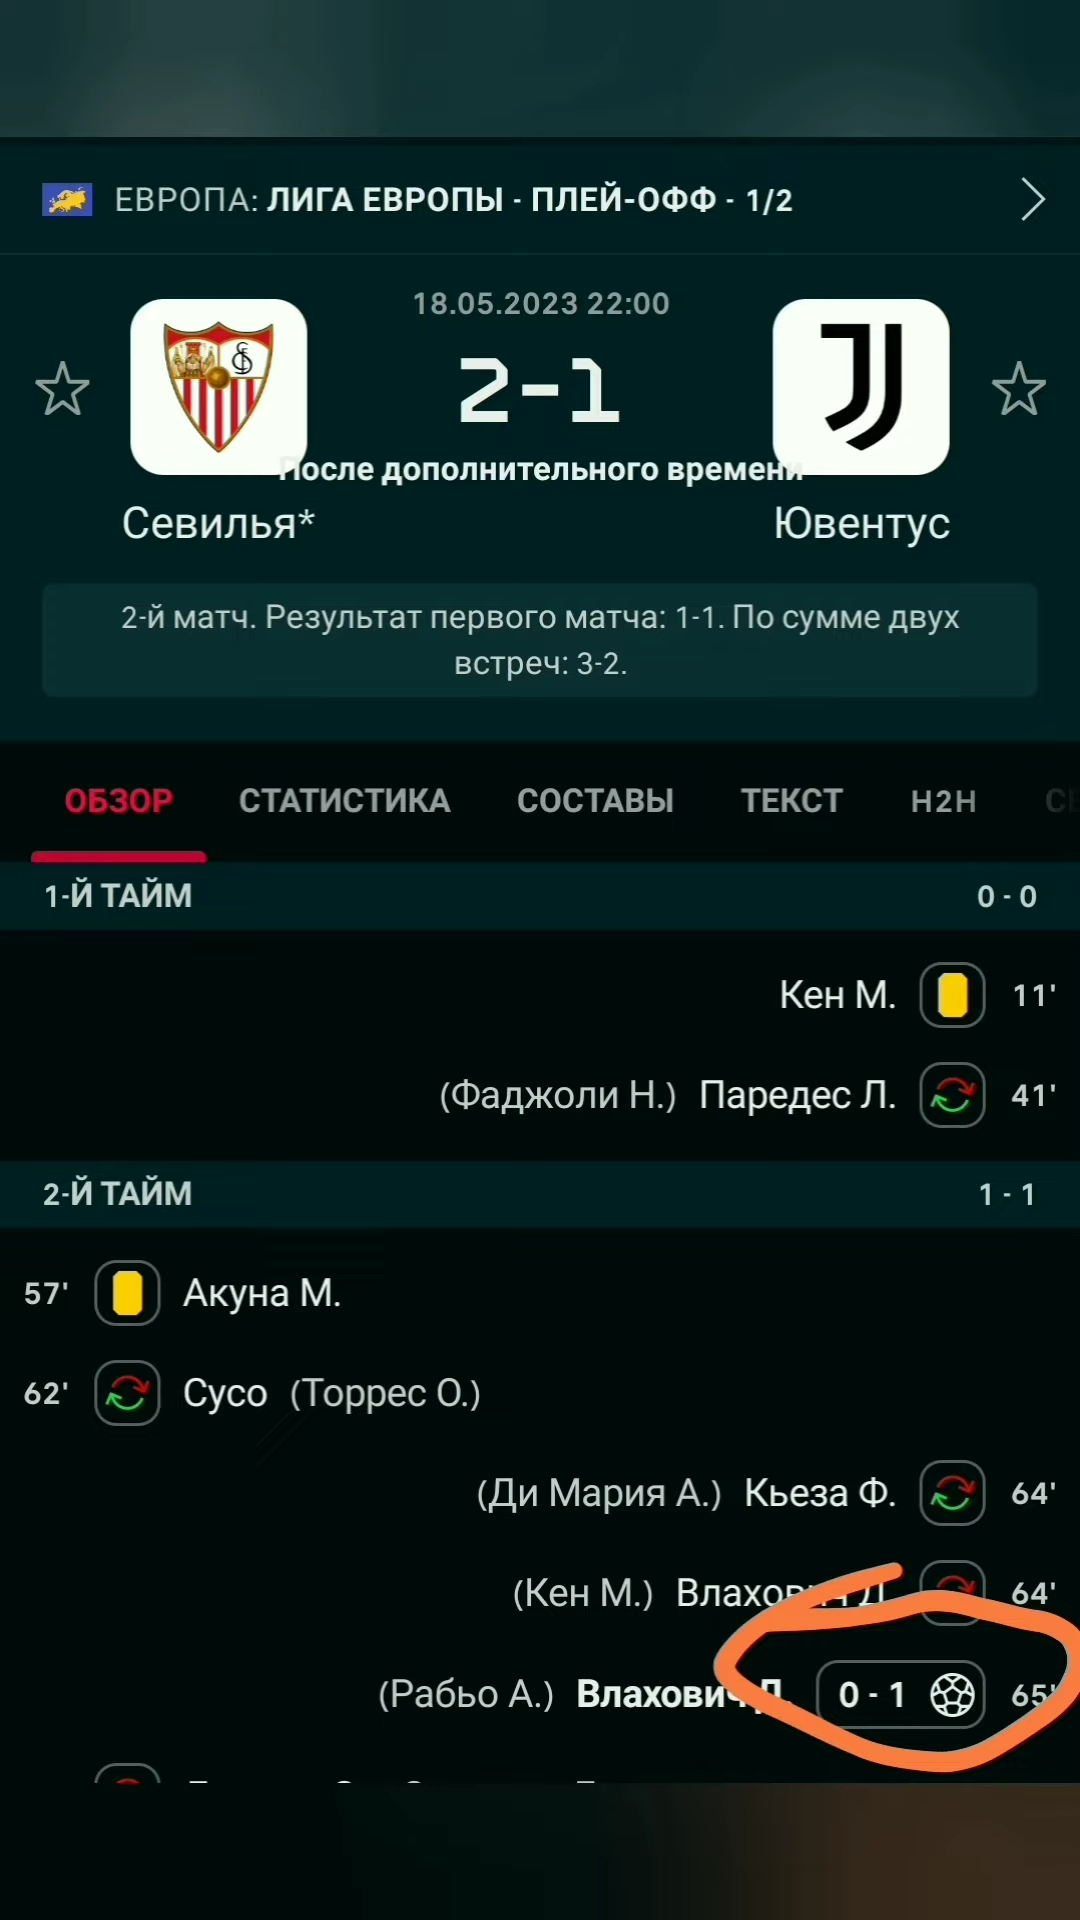 ЕВРОПА: ЛИГА ЕВРОПЫ - ПЛЕЙ-ОФФ - 1/2
18.05.2023 22:00
2-1
После дополнительного времени
Севилья*
Ювентус
2-й матч. Результат первого матча: 1-1. По сумме двух
встреч: 3-2.
ОБЗОР СТАТИСТИКА СОСТАВЫ ТЕКСТ H2H
1-Й ТАЙМ 0 - 0
Кен М. 11'
(Фаджоли Н.) Паредес Л. 41'
2-Й ТАЙМ 1 - 1
57' Акуна М.
62' Сусо (Торрес О.)
(Ди Мария А.) Кьеза Ф. 64'
(Кен М.) Влахович Д. 64'
(Рабьо А.) Влахович Д. 0 - 1 65'